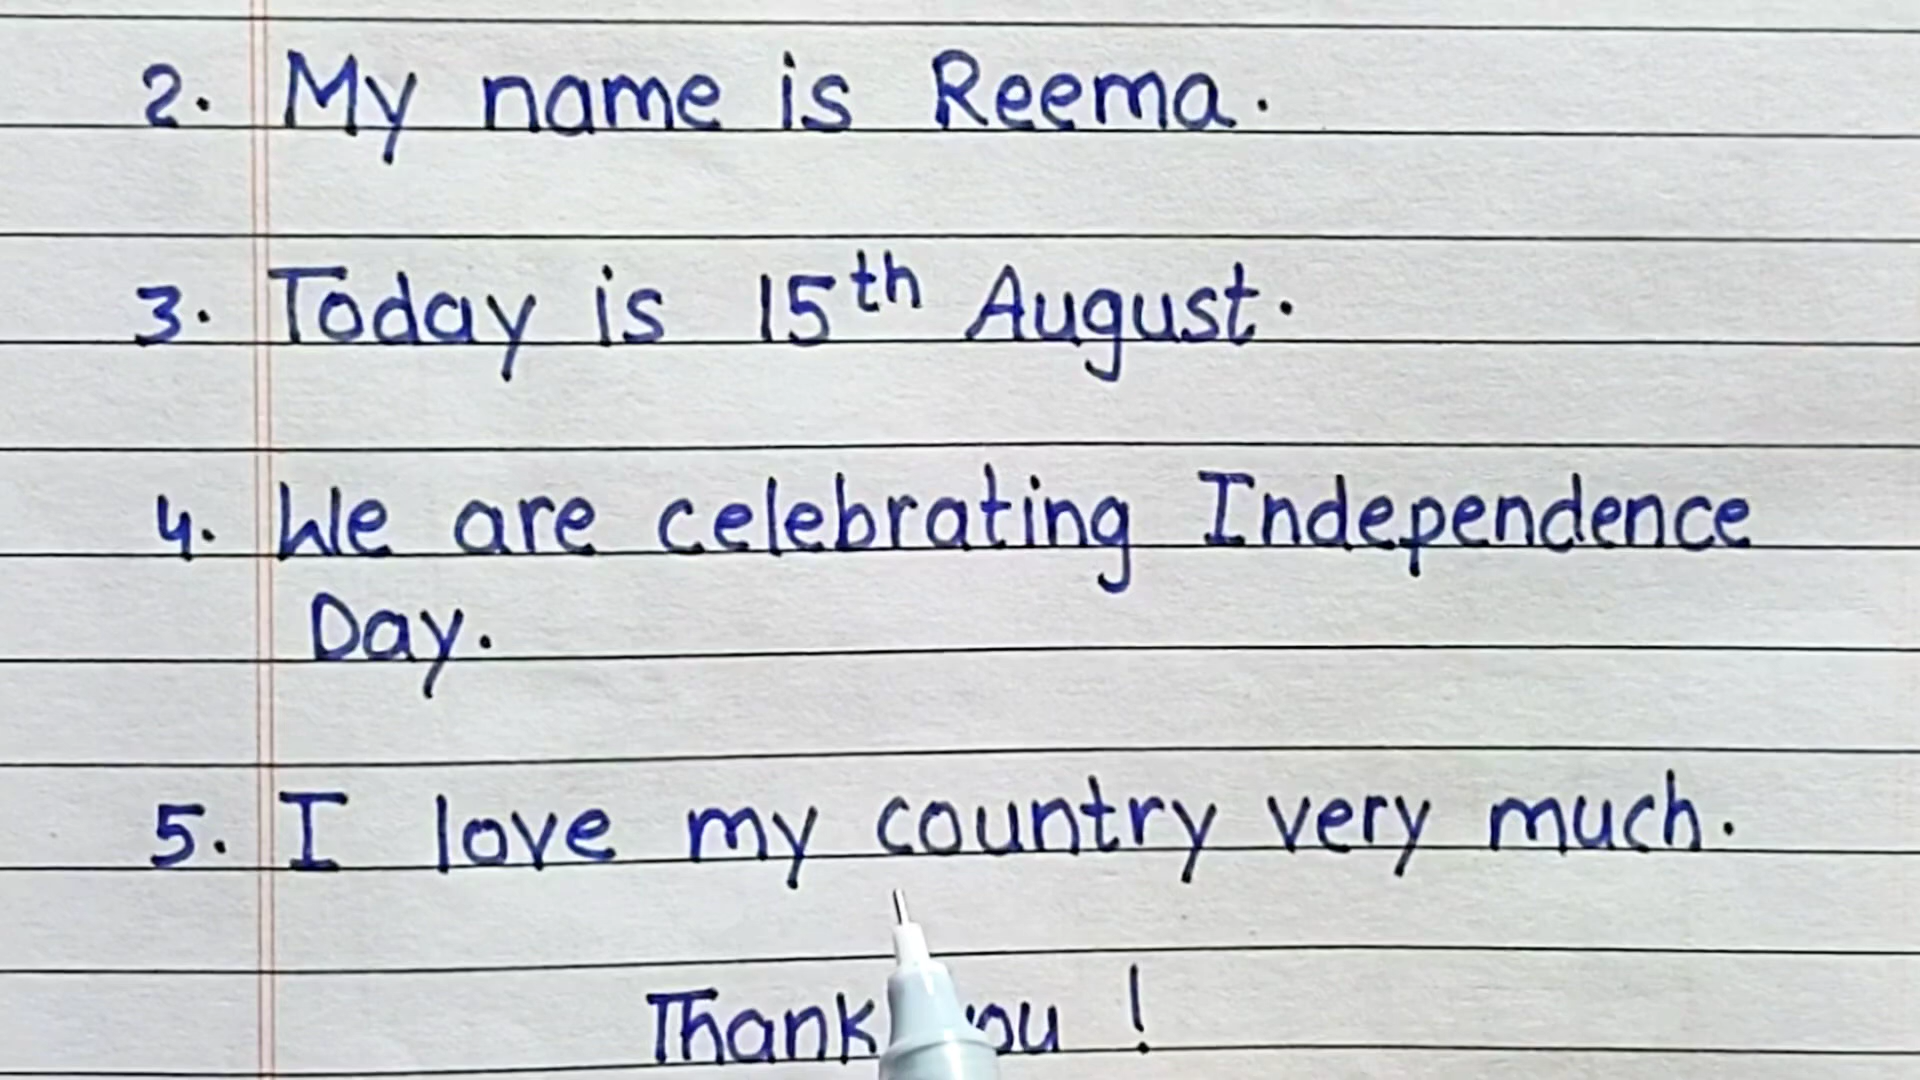 2. My name is Reema.
3. Today is 15th August.
4. We are celebrating Independence
Day.
5. I love my country very much.
Thank you !